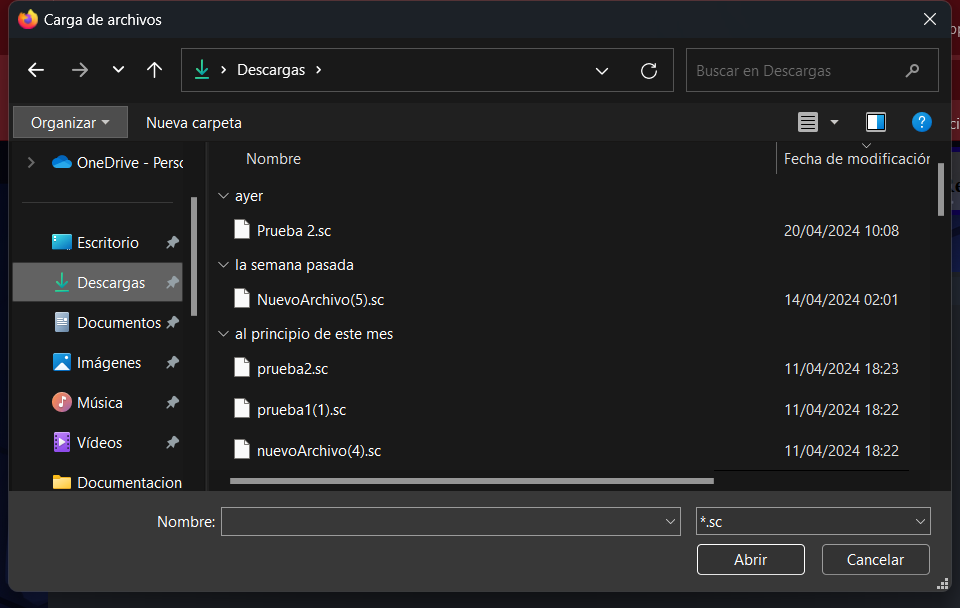 Carga de archivos
Descargas
Buscar en Descargas
Organizar
Nueva carpeta
OneDrive - Perso
Nombre
Fecha de modificación
ayer
Prueba 2.sc 20/04/2024 10:08
Escritorio
la semana pasada
Descargas
NuevoArchivo(5).sc 14/04/2024 02:01
Documentos
al principio de este mes
Imágenes
prueba2.sc 11/04/2024 18:23
Música
prueba1(1).sc 11/04/2024 18:22
Vídeos
nuevoArchivo(4).sc 11/04/2024 18:22
Documentacion
Nombre:
*.sc
Abrir
Cancelar